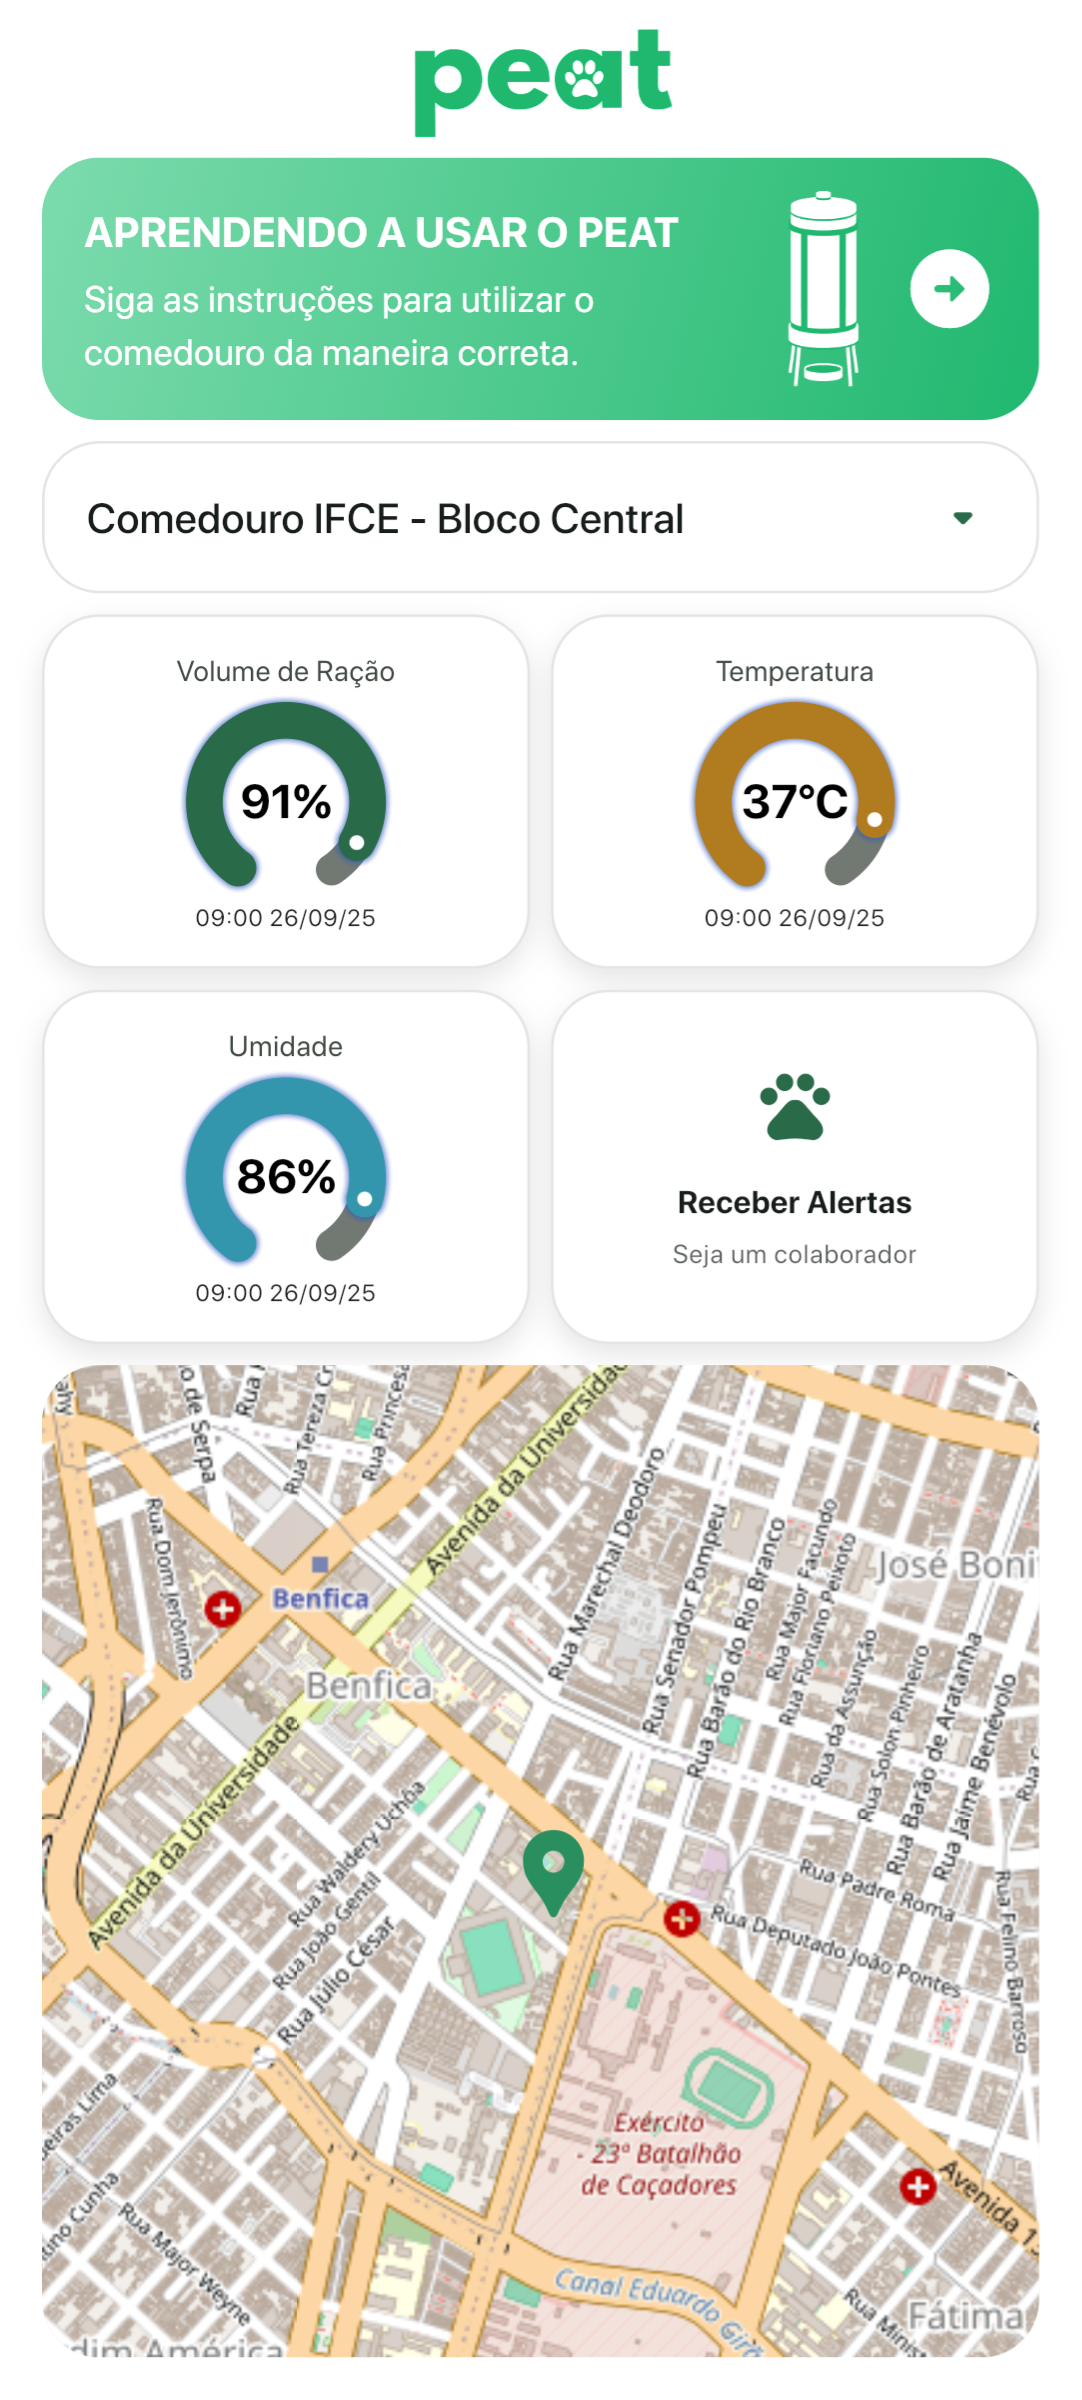 peat
APRENDENDO A USAR O PEAT
Siga as instruções para utilizar o
comedouro da maneira correta.
Comedouro IFCE - Bloco Central
Volume de Ração
91%
09:00 26/09/25
Temperatura
37°C
09:00 26/09/25
Umidade
86%
09:00 26/09/25
Receber Alertas
Seja um colaborador
o de Serpa
Rua Tereza Cr
Rua Princesa
Avenida da Universidade
Rua Dom Jerônimo
Benfica
Benfica
Rua Marechal Deodoro
Rua Senador Pompeu
Rua Barão do Rio Branco
Rua Major Facundo
Rua Floriano Peixoto
José Boni
Rua da Assunção
Rua Solon Pinheiro
Rua Barão de Aratanha
Rua Jaime Benévolo
Avenida da Universidade
Rua Waldery Uchôa
Rua João Gentil
Rua Júlio César
Rua Padre Roma
Rua Deputado João Pontes
Rua Felino Barroso
Exército
- 23º Batalhão
de Caçadores
eiras Lima
tino Cunha
Rua Major Weyne
Avenida 13
Canal Eduardo Girã
Rua Minist
Fátima
dim América